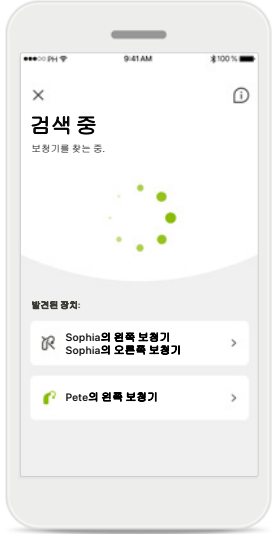 PH 9:41 AM 100 %
검색 중
보청기를 찾는 중.
발견된 장치:
Sophia의 왼쪽 보청기
Sophia의 오른쪽 보청기
Pete의 왼쪽 보청기